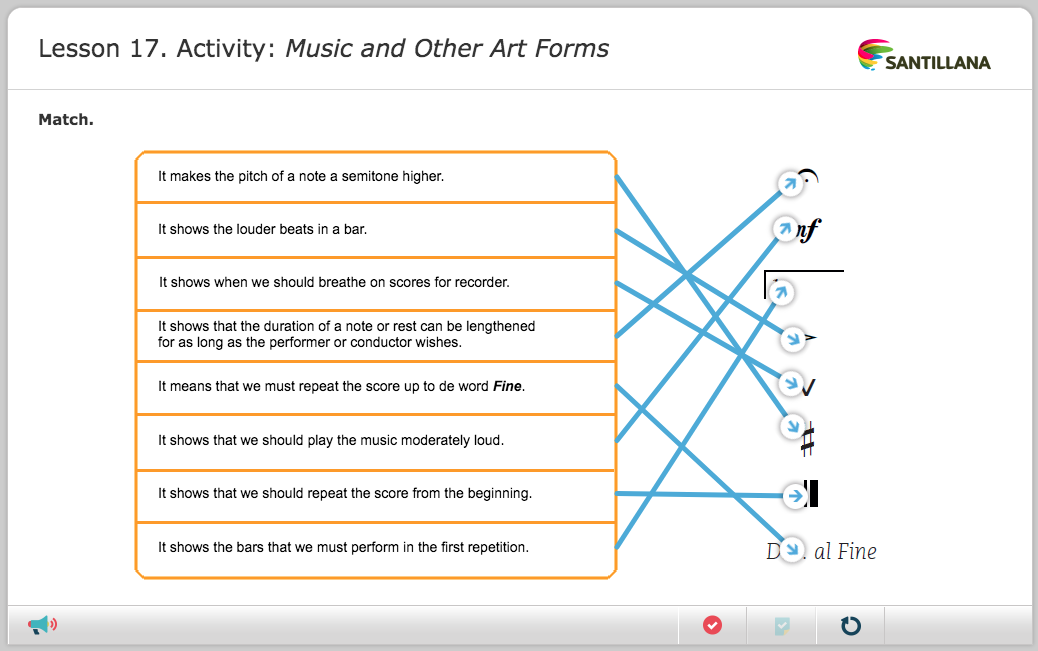 Lesson 17. Activity: Music and Other Art Forms
SANTILLANA
Match.
It makes the pitch of a note a semitone higher.
It shows the louder beats in a bar.
It shows when we should breathe on scores for recorder.
It shows that the duration of a note or rest can be lengthened
for as long as the performer or conductor wishes.
It means that we must repeat the score up to de word Fine.
It shows that we should play the music moderately loud.
It shows that we should repeat the score from the beginning.
It shows the bars that we must perform in the first repetition.
al Fine